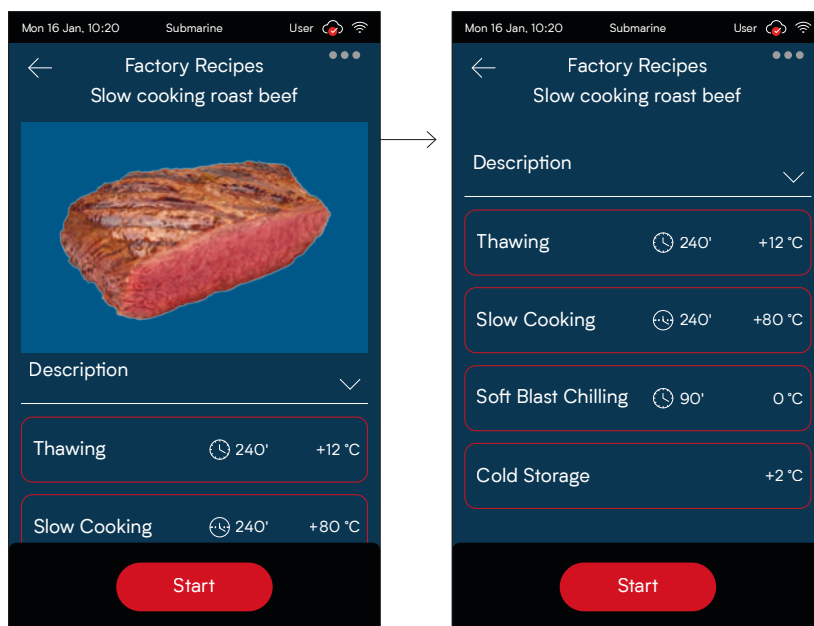 Mon 16 Jan, 10:20 Submarine User
Factory Recipes
Slow cooking roast beef
Description
Thawing 240' +12 °C
Slow Cooking 240' +80 °C
Start
Mon 16 Jan, 10:20 Submarine User
Factory Recipes
Slow cooking roast beef
Description
Thawing 240' +12 °C
Slow Cooking 240' +80 °C
Soft Blast Chilling 90' 0 °C
Cold Storage +2 °C
Start